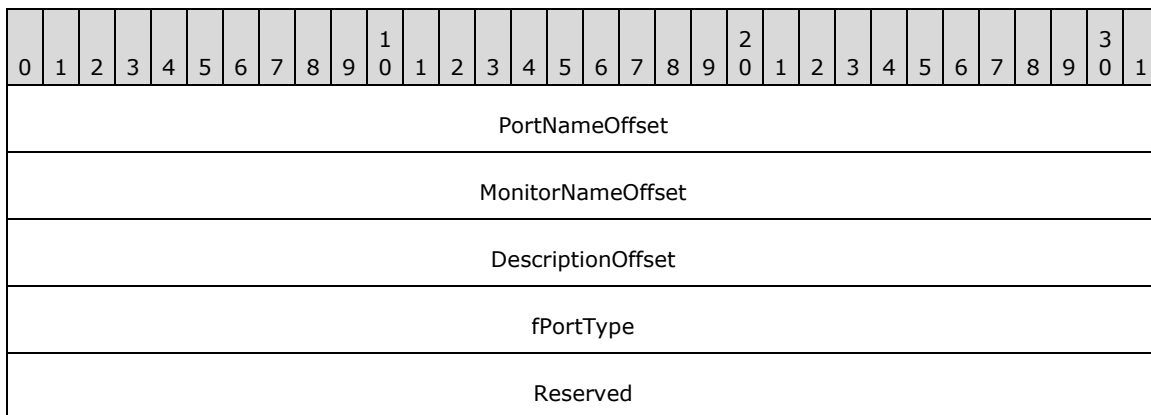 1 2 3
0 1 2 3 4 5 6 7 8 9 0 1 2 3 4 5 6 7 8 9 0 1 2 3 4 5 6 7 8 9 0 1
PortNameOffset
MonitorNameOffset
DescriptionOffset
fPortType
Reserved